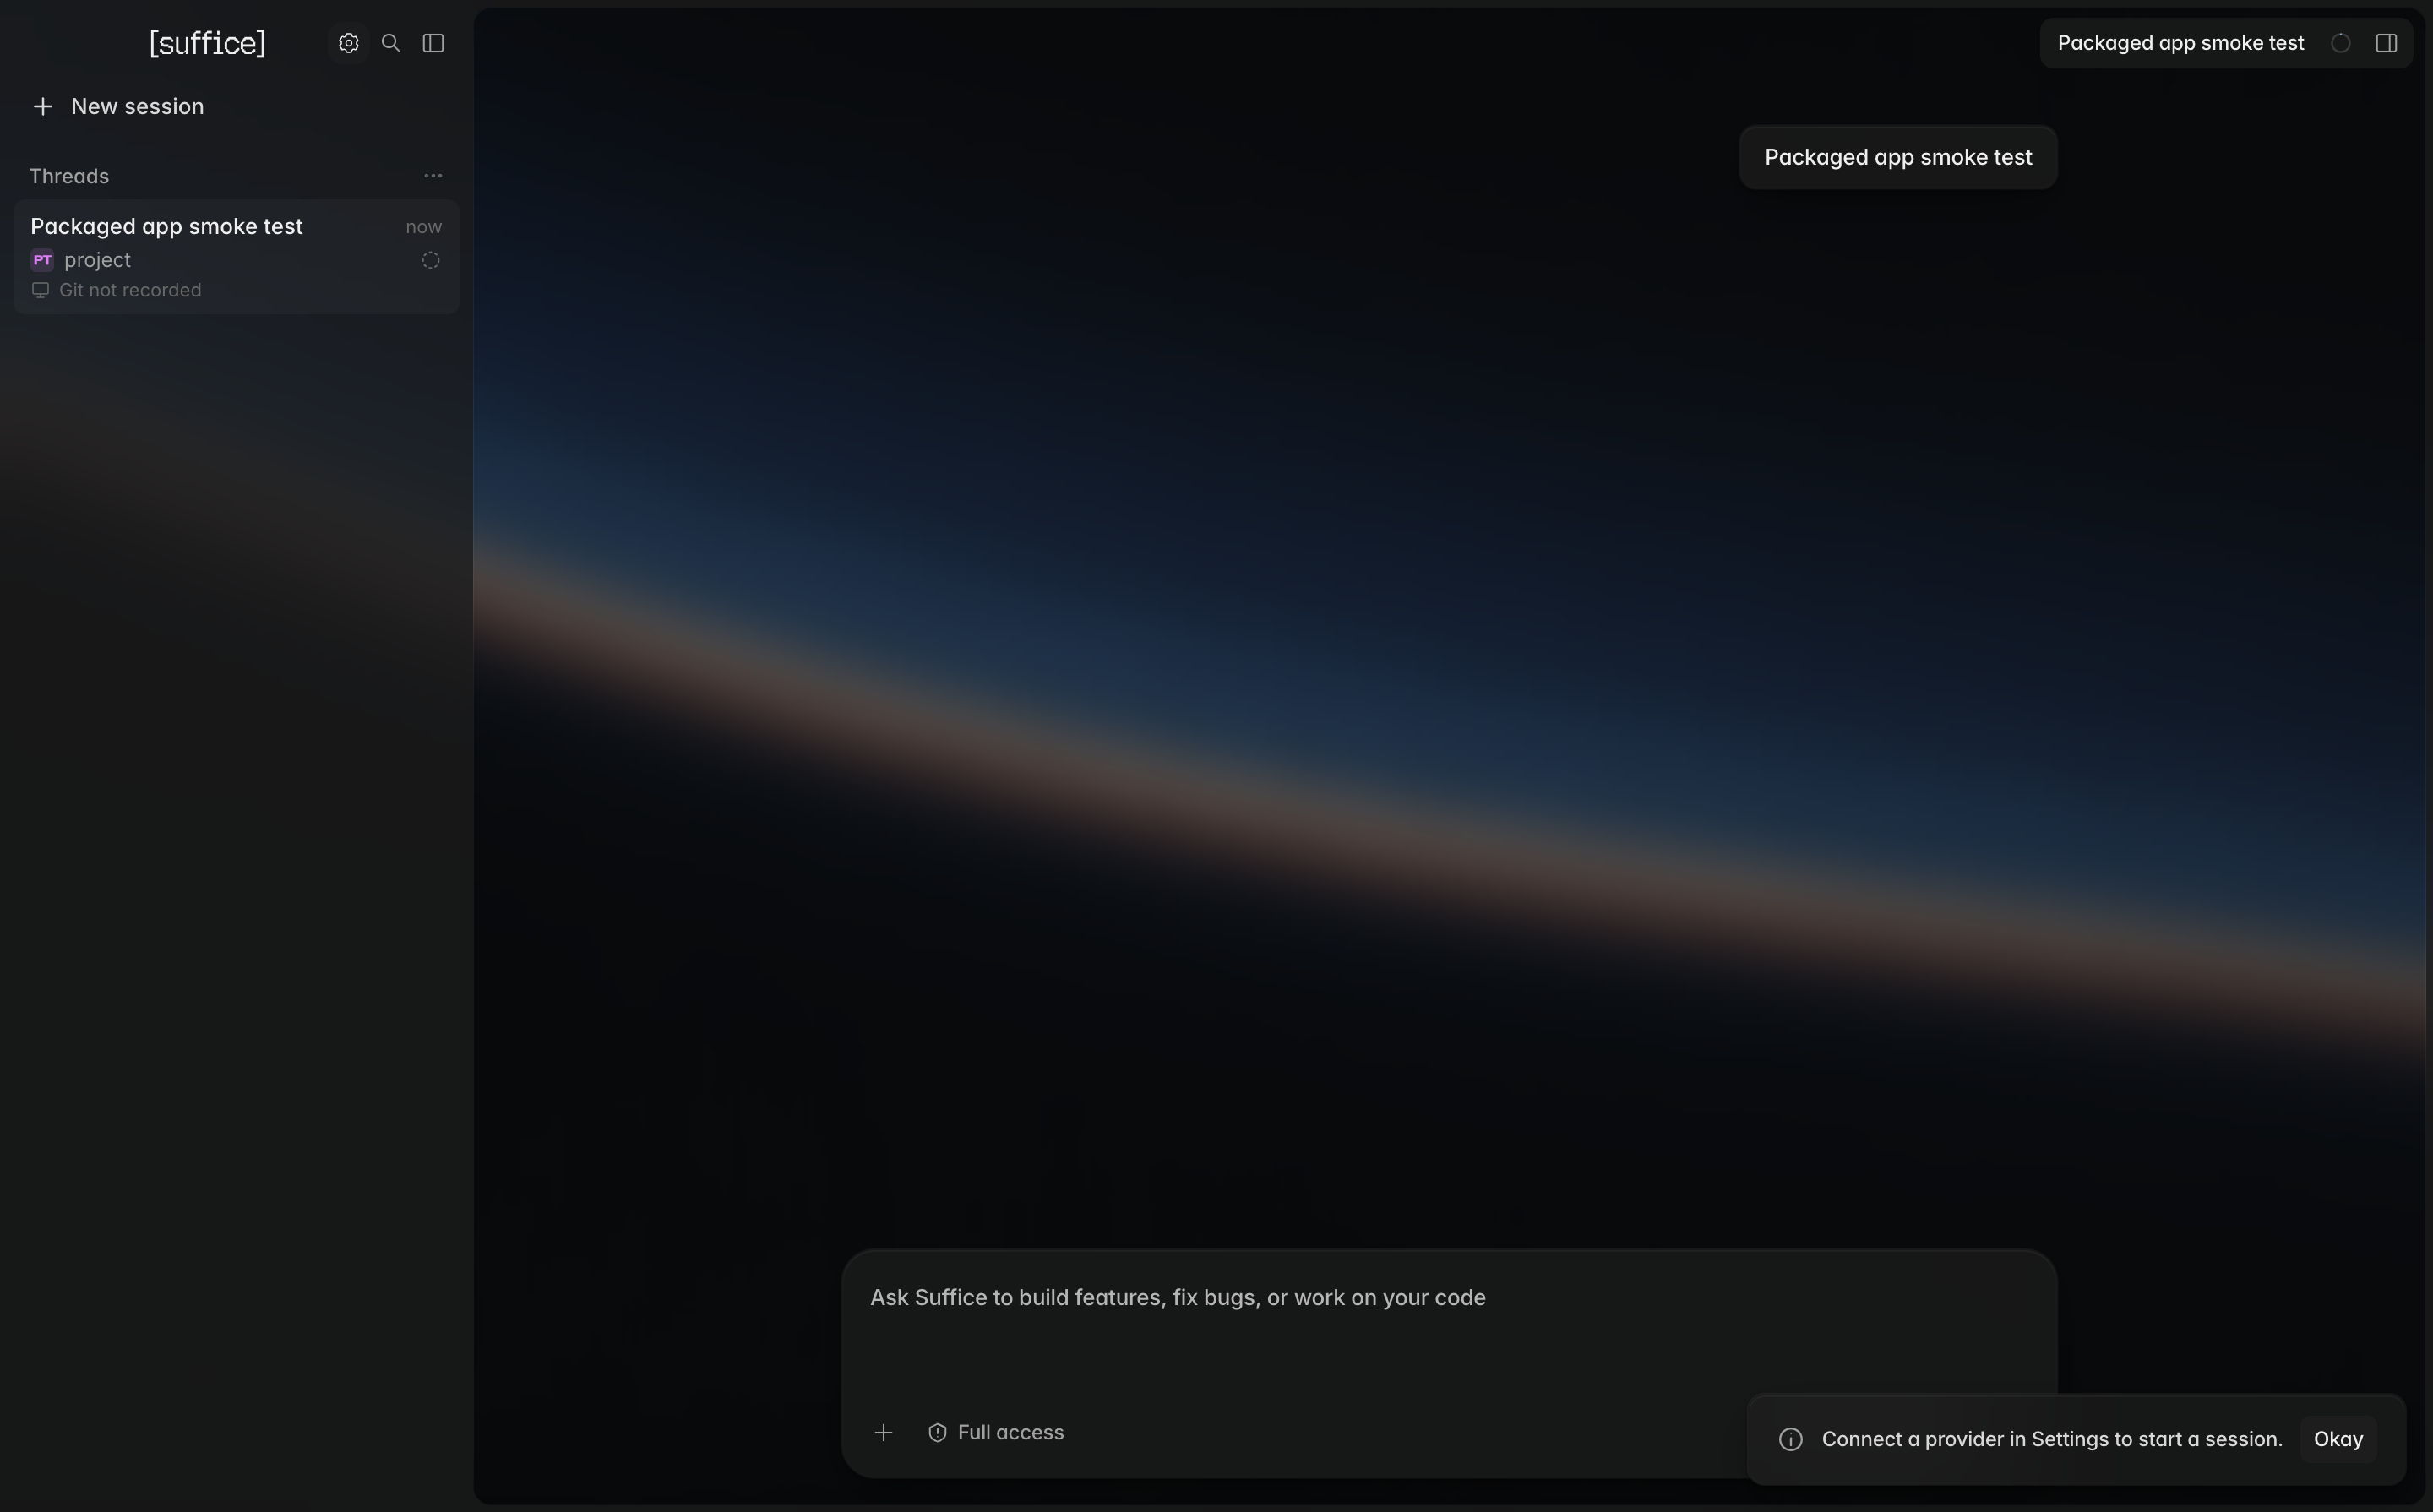 [suffice]
New session
Threads
Packaged app smoke test now
PT project
Git not recorded
Packaged app smoke test
Packaged app smoke test
Ask Suffice to build features, fix bugs, or work on your code
Full access
Connect a provider in Settings to start a session. Okay